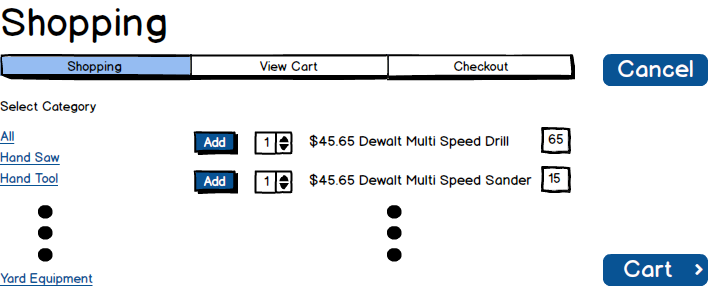 Shopping
Shopping View Cart Checkout
Cancel
Select Category
All
Hand Saw
Hand Tool
Yard Equipment
Add 1 $45.65 Dewalt Multi Speed Drill 65
Add 1 $45.65 Dewalt Multi Speed Sander 15
Cart >